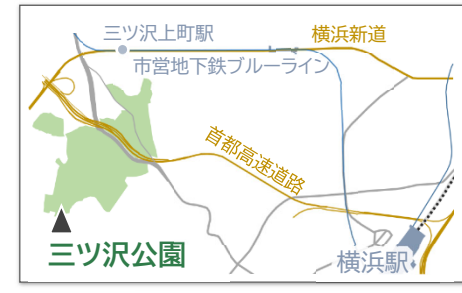 三ツ沢上町駅
横浜新道
市営地下鉄ブルーライン
首都高速道路
三ツ沢公園
横浜駅